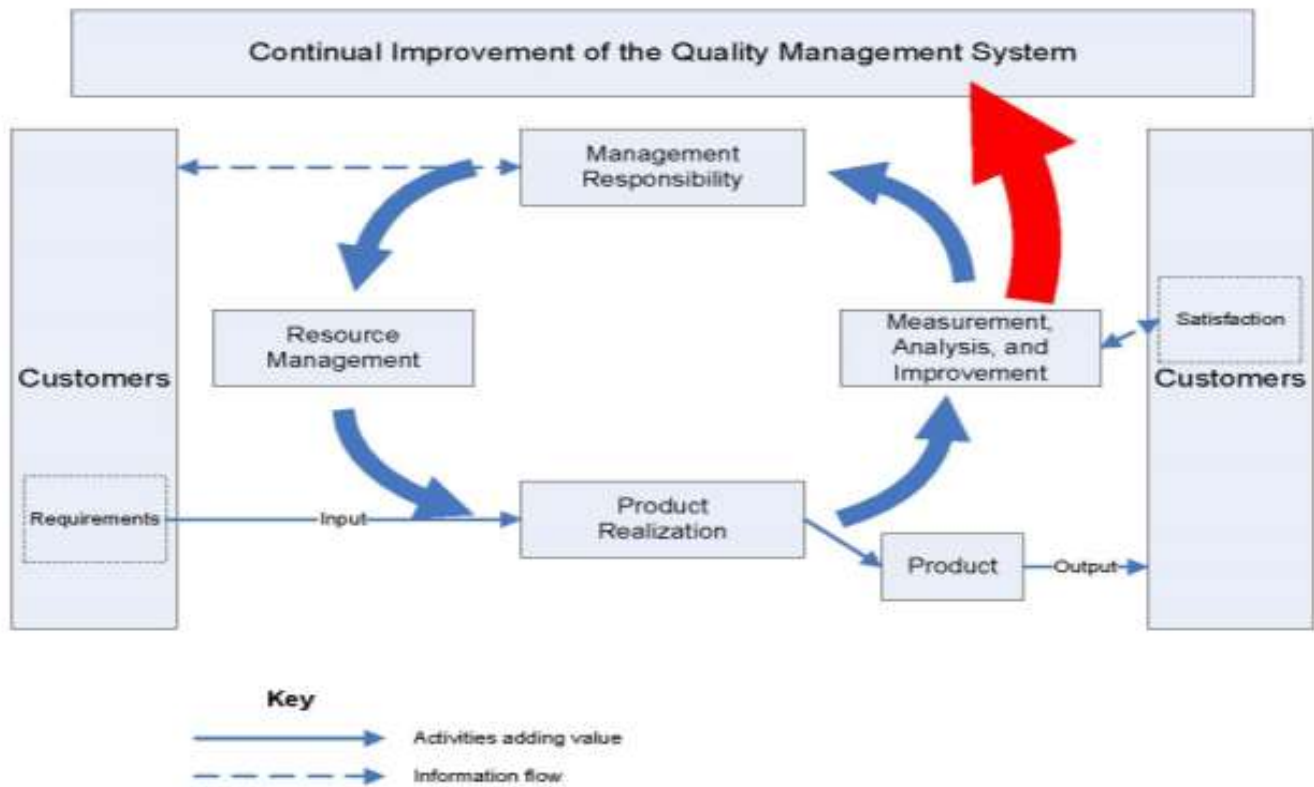 Continual Improvement of the Quality Management System
Management
Responsibility
Resource
Management
Measurement,
Analysis, and
Improvement
Satisfaction
Customers
Customers
Requirements
Input
Product
Realization
Product
Output
Key
Activities adding value
Information flow